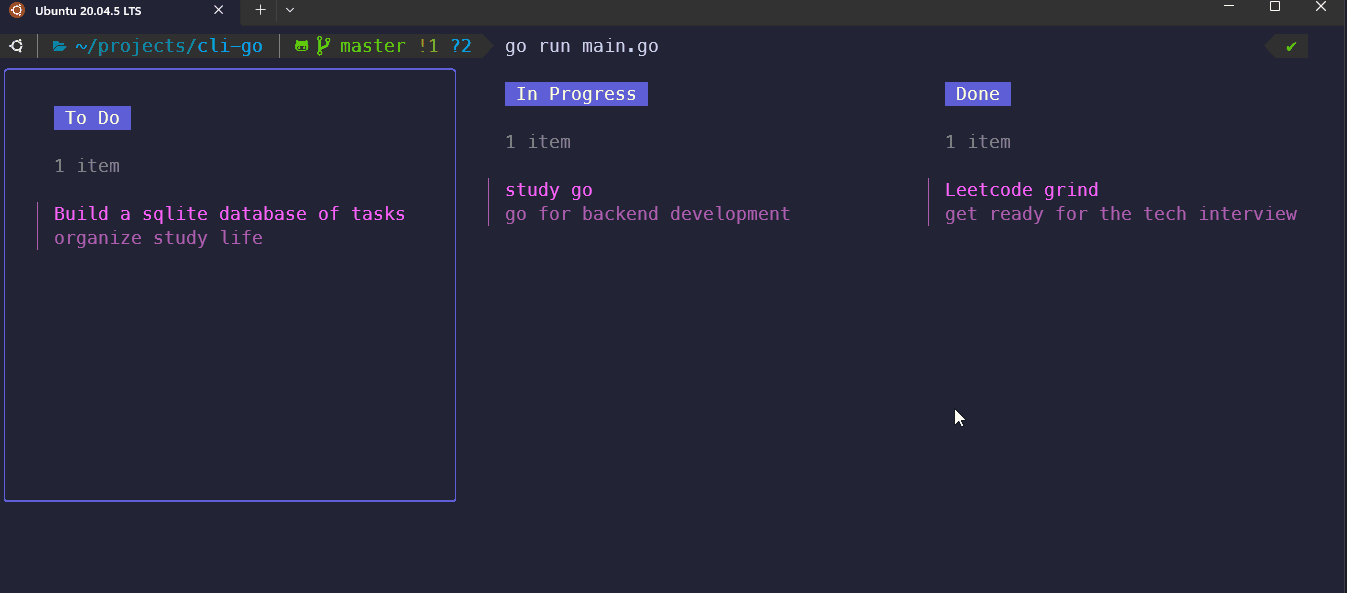 Ubuntu 20.04.5 LTS
~/projects/cli-go master !1 ?2 go run main.go
To Do
1 item
Build a sqlite database of tasks
organize study life
In Progress
1 item
study go
go for backend development
Done
1 item
Leetcode grind
get ready for the tech interview